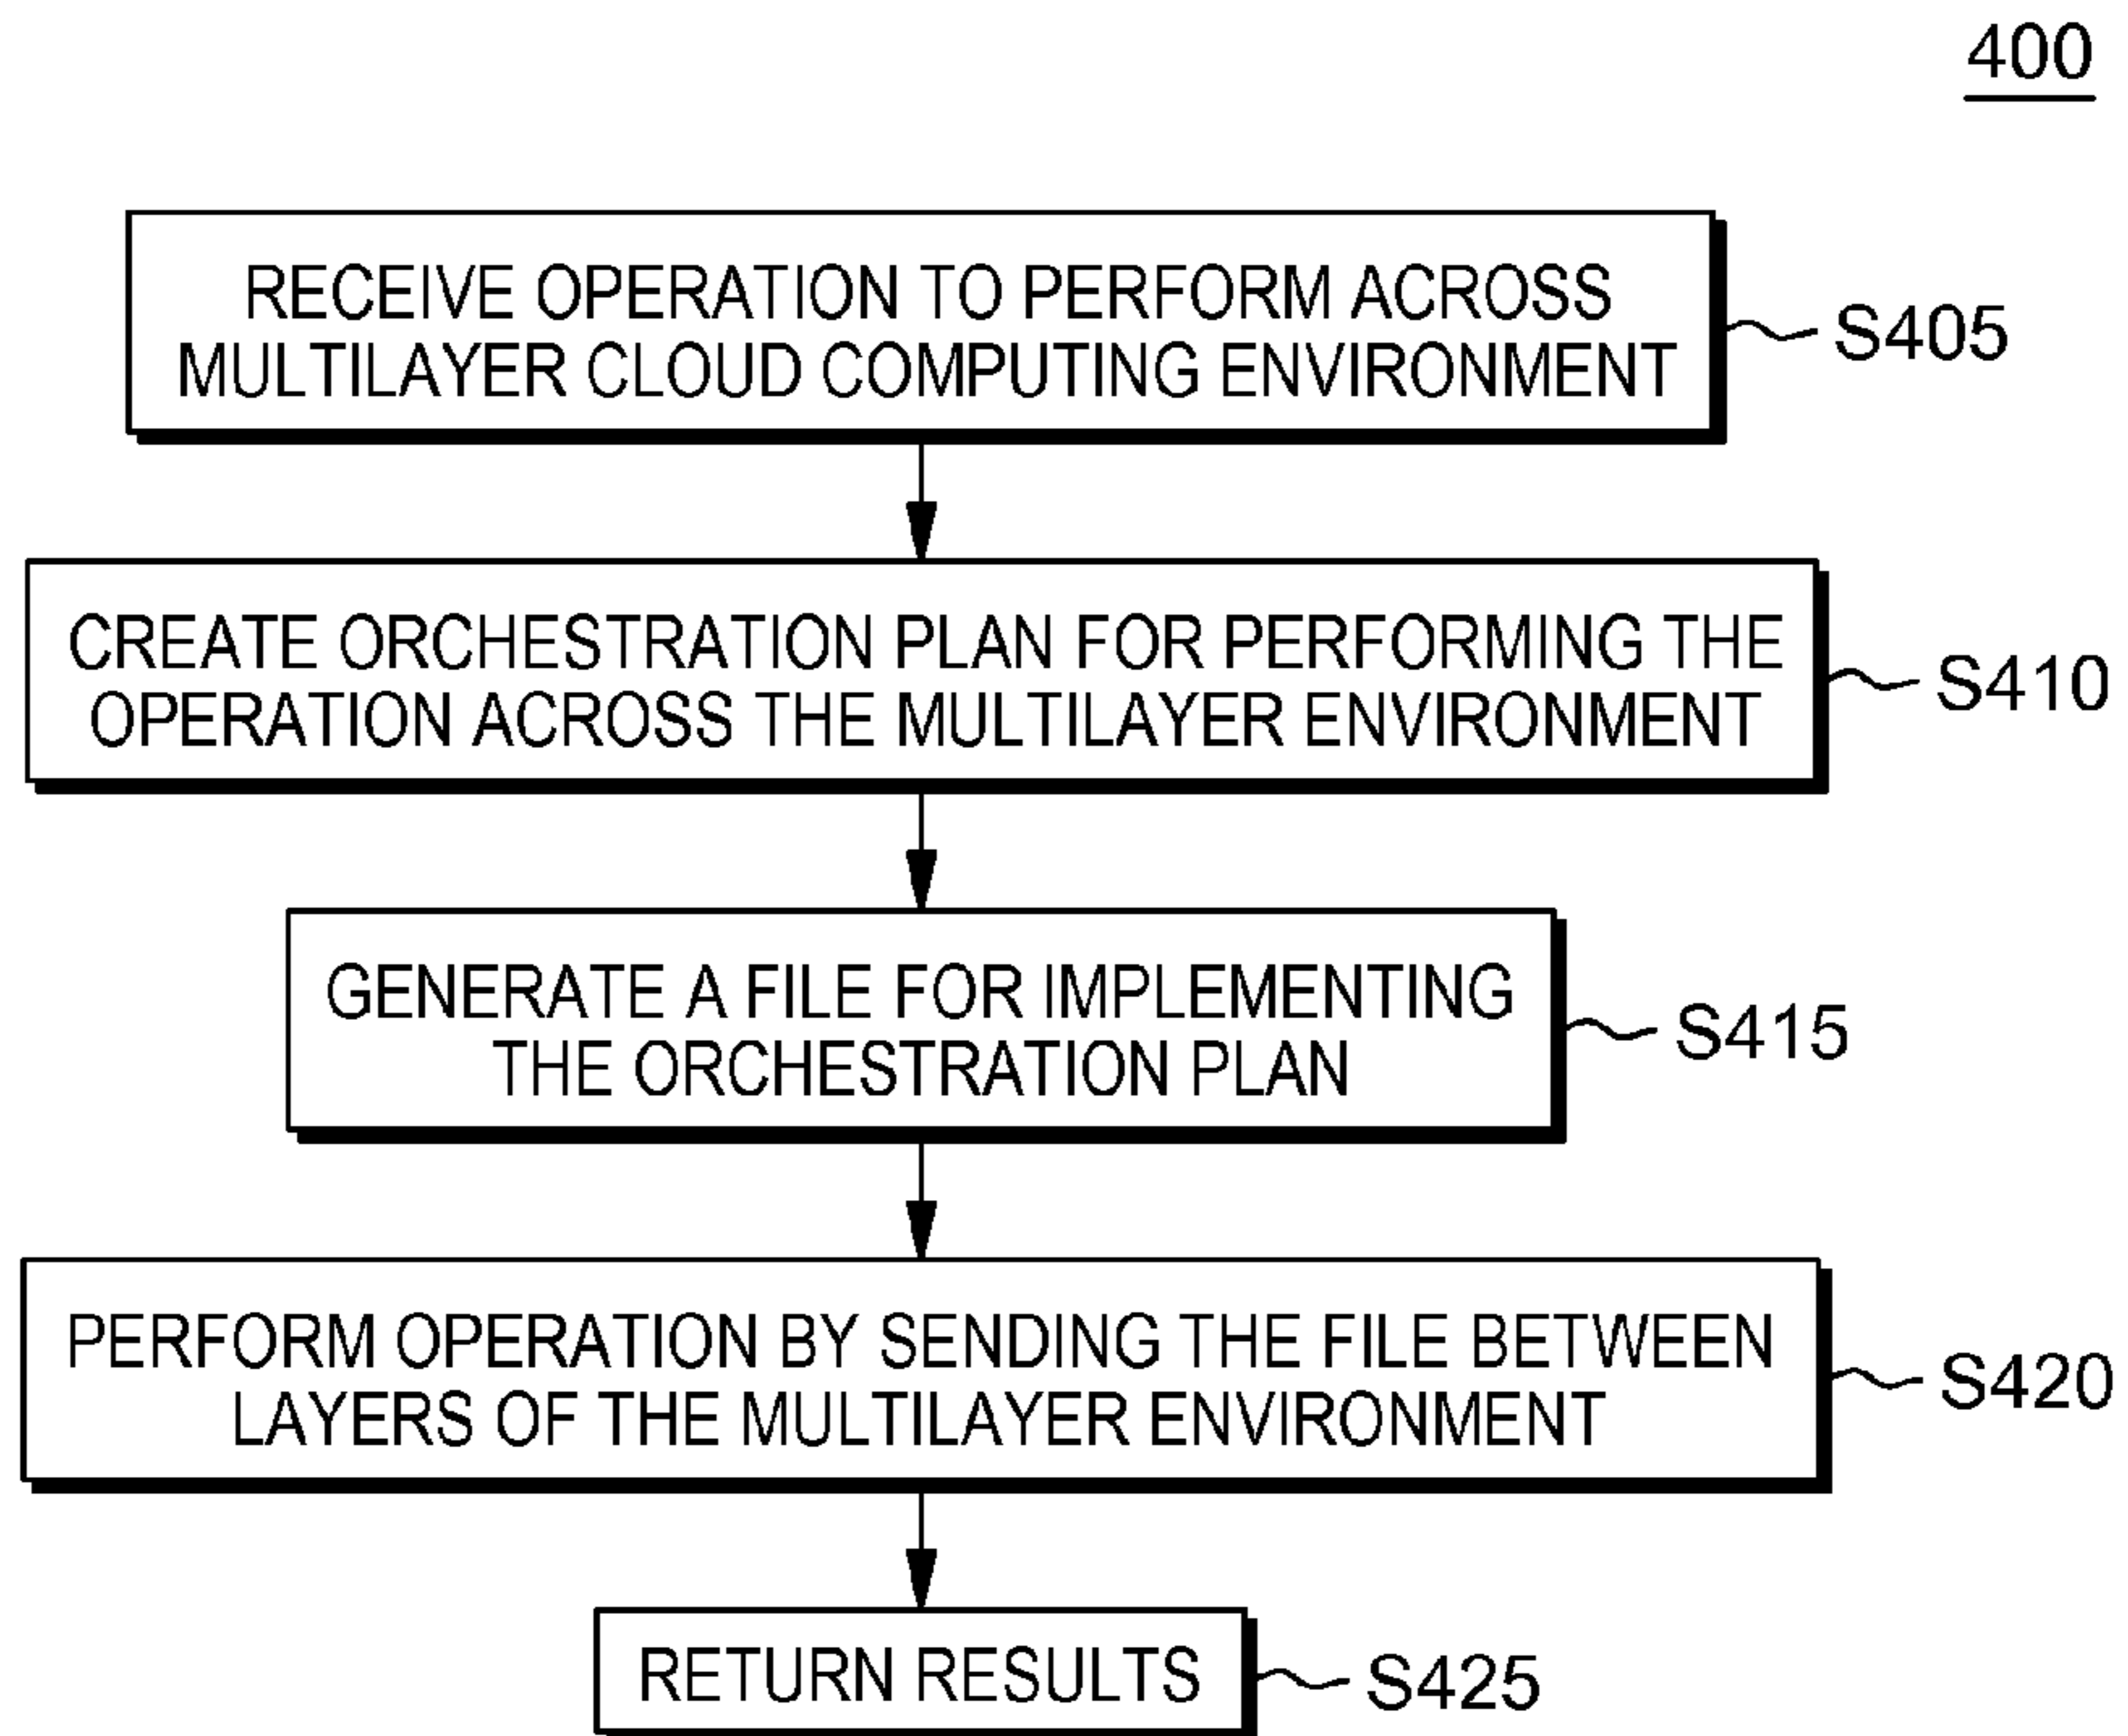 400
RECEIVE OPERATION TO PERFORM ACROSS
MULTILAYER CLOUD COMPUTING ENVIRONMENT
S405
CREATE ORCHESTRATION PLAN FOR PERFORMING THE
OPERATION ACROSS THE MULTILAYER ENVIRONMENT
S410
GENERATE A FILE FOR IMPLEMENTING
THE ORCHESTRATION PLAN
S415
PERFORM OPERATION BY SENDING THE FILE BETWEEN
LAYERS OF THE MULTILAYER ENVIRONMENT
S420
RETURN RESULTS
S425